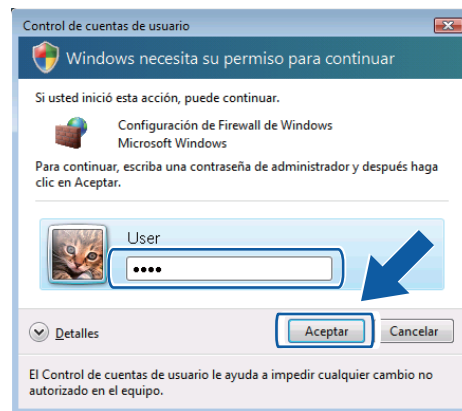 Control de cuentas de usuario
Windows necesita su permiso para continuar
Si usted inició esta acción, puede continuar.
Configuración de Firewall de Windows
Microsoft Windows
Para continuar, escriba una contraseña de administrador y después haga
clic en Aceptar.
User
••••
Detalles
Aceptar
Cancelar
El Control de cuentas de usuario le ayuda a impedir cualquier cambio no
autorizado en el equipo.